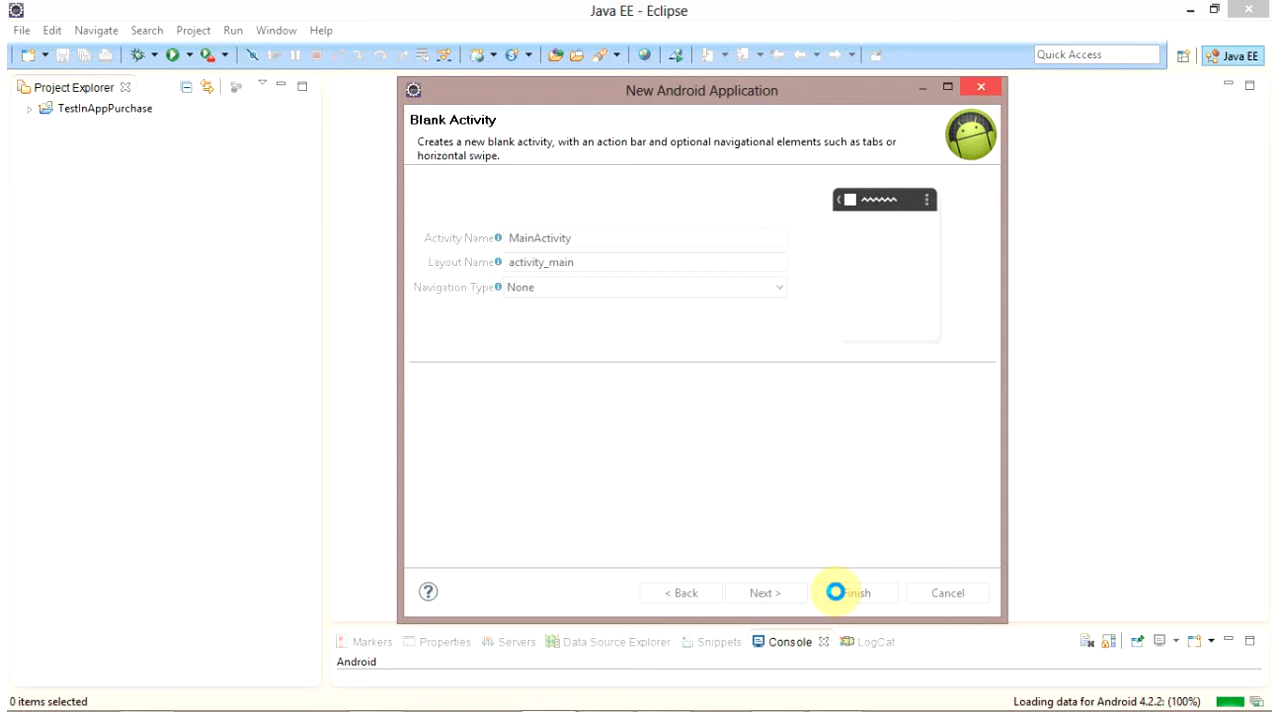 Java EE - Eclipse
File Edit Navigate Search Project Run Window Help
Quick Access
Java EE
Project Explorer
TestInAppPurchase
New Android Application
Blank Activity
Creates a new blank activity, with an action bar and optional navigational elements such as tabs or
horizontal swipe.
Activity Name MainActivity
Layout Name activity_main
Navigation Type None
< Back Next > Finish Cancel
Markers Properties Servers Data Source Explorer Snippets Console LogCat
Android
0 items selected
Loading data for Android 4.2.2: (100%)